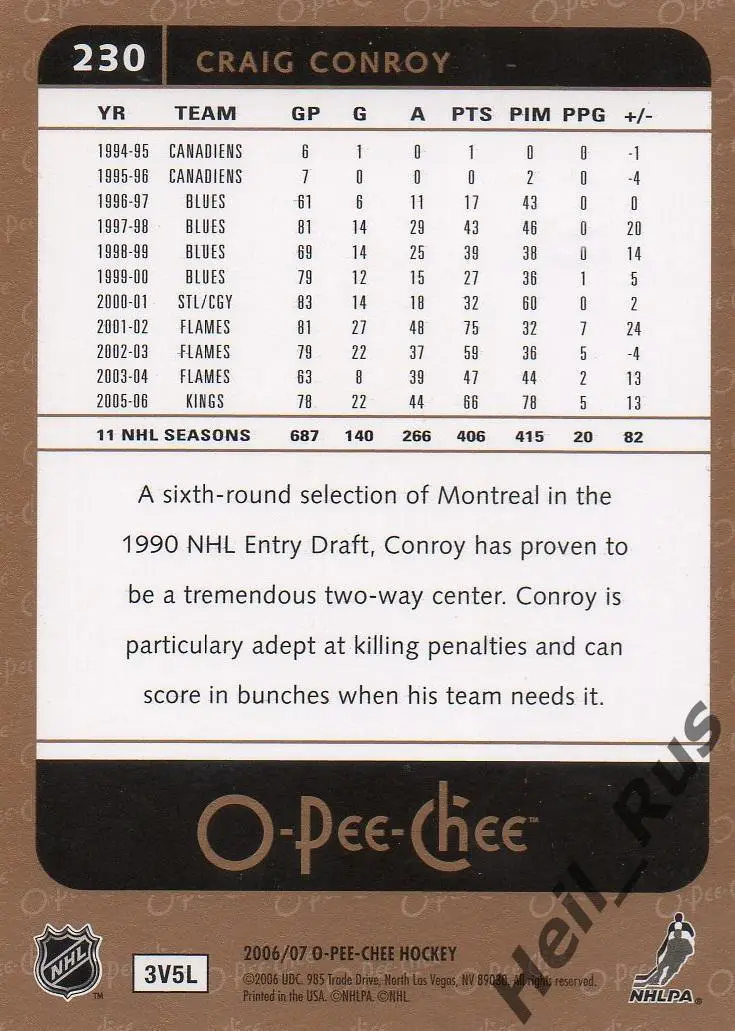 230 CRAIG CONROY
YR TEAM GP G A PTS PIM PPG +/-
1994-95 CANADIENS 6 1 0 1 0 0 -1
1995-96 CANADIENS 7 0 0 0 2 0 -4
1996-97 BLUES 61 6 11 17 43 0 0
1997-98 BLUES 81 14 29 43 46 0 20
1998-99 BLUES 69 14 25 39 38 0 14
1999-00 BLUES 79 12 15 27 36 1 5
2000-01 STL/CGY 83 14 18 32 60 0 2
2001-02 FLAMES 81 27 48 75 32 7 24
2002-03 FLAMES 79 22 37 59 36 5 -4
2003-04 FLAMES 63 8 39 47 44 2 13
2005-06 KINGS 78 22 44 66 78 5 13
11 NHL SEASONS 687 140 266 406 415 20 82
A sixth-round selection of Montreal in the
1990 NHL Entry Draft, Conroy has proven to
be a tremendous two-way center. Conroy is
particulary adept at killing penalties and can
score in bunches when his team needs it.
O-Pee-Chee™
NHL ™
3V5L
2006/07 O-PEE-CHEE HOCKEY
©2006 UDC. 985 Trade Drive, North Las Vegas, NV 89030. All rights reserved.
Printed in the USA. ©NHLPA. ©NHL.
NHLPA®
Heil_Rus